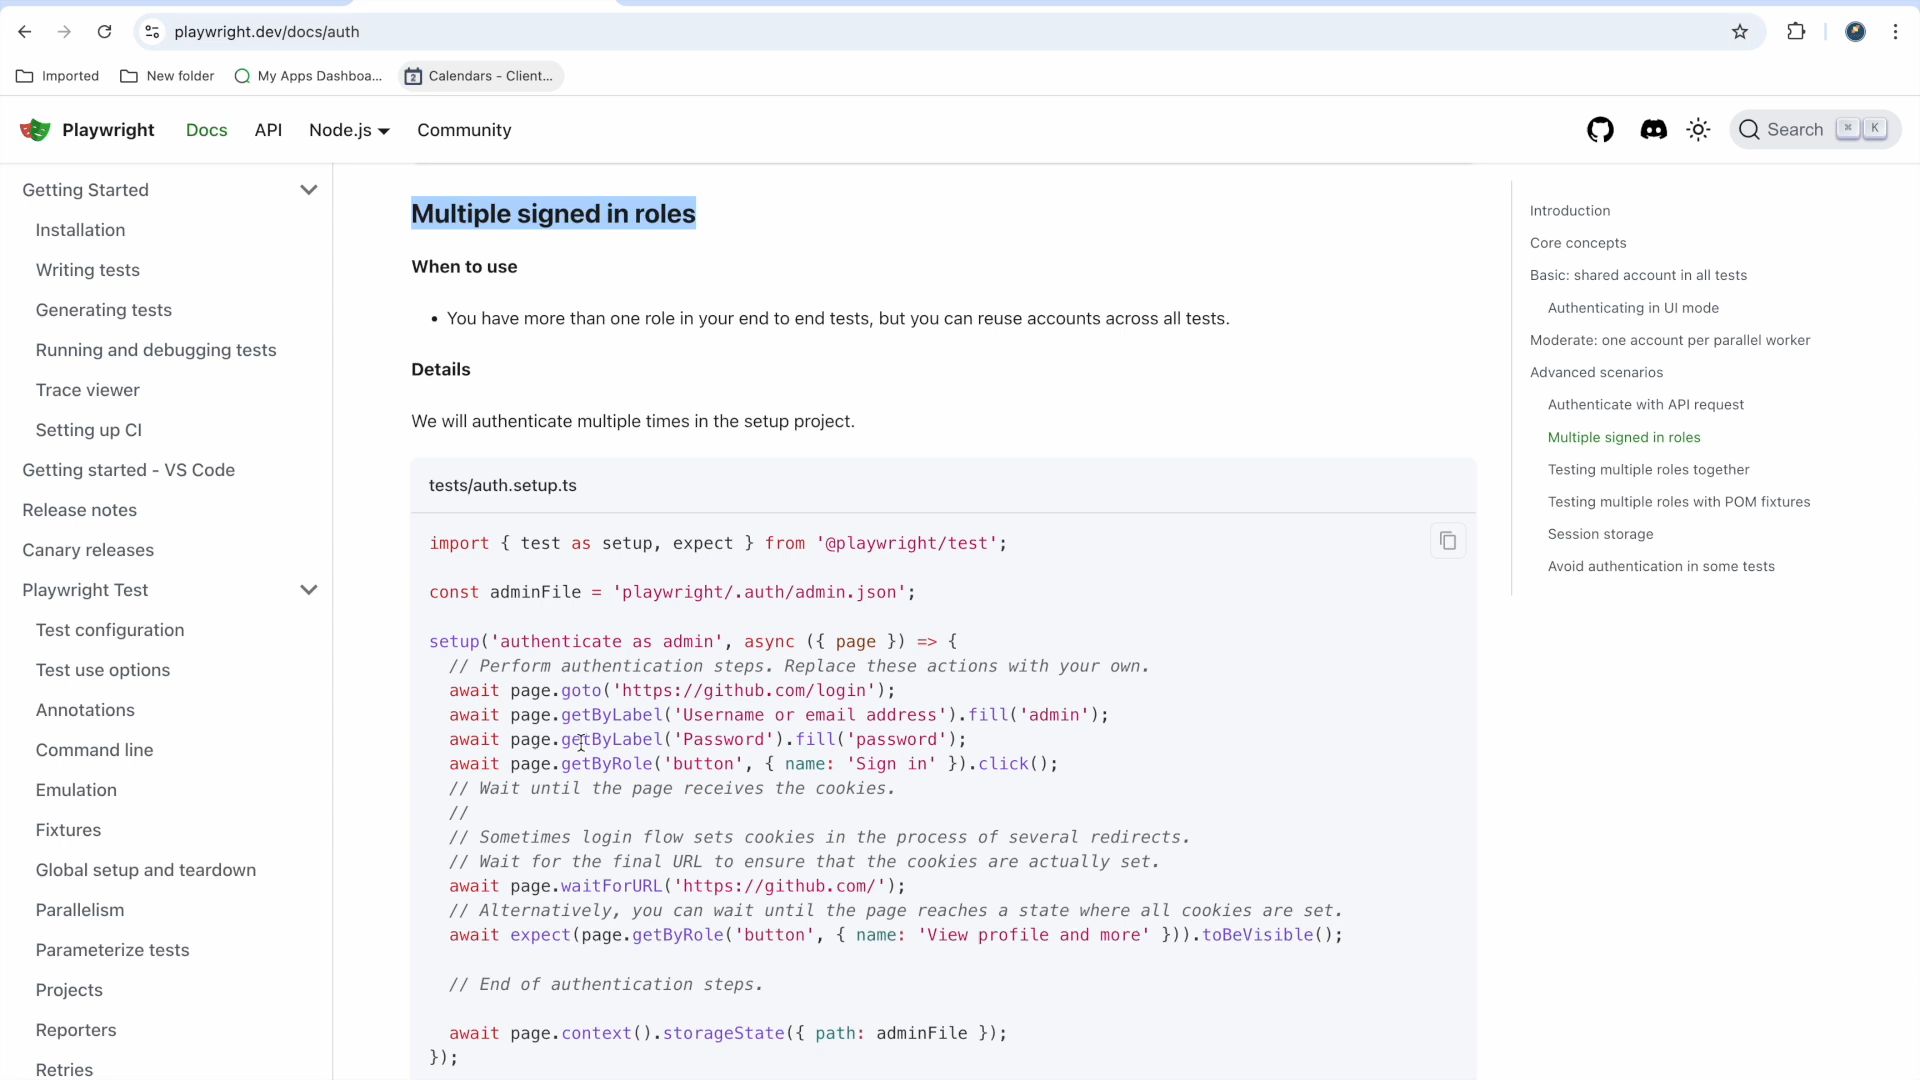 playwright.dev/docs/auth
Imported
New folder
My Apps Dashboa...
2
Calendars - Client...
Playwright
Docs
API
Node.js
Community
Search
⌘ K
Getting Started
Installation
Writing tests
Generating tests
Running and debugging tests
Trace viewer
Setting up CI
Getting started - VS Code
Release notes
Canary releases
Playwright Test
Test configuration
Test use options
Annotations
Command line
Emulation
Fixtures
Global setup and teardown
Parallelism
Parameterize tests
Projects
Reporters
Retries
Multiple signed in roles
When to use
• You have more than one role in your end to end tests, but you can reuse accounts across all tests.
Details
We will authenticate multiple times in the setup project.
tests/auth.setup.ts
import { test as setup, expect } from '@playwright/test';
const adminFile = 'playwright/.auth/admin.json';
setup('authenticate as admin', async ({ page }) => {
// Perform authentication steps. Replace these actions with your own.
await page.goto('https://github.com/login');
await page.getByLabel('Username or email address').fill('admin');
await page.getByLabel('Password').fill('password');
await page.getByRole('button', { name: 'Sign in' }).click();
// Wait until the page receives the cookies.
//
// Sometimes login flow sets cookies in the process of several redirects.
// Wait for the final URL to ensure that the cookies are actually set.
await page.waitForURL('https://github.com/');
// Alternatively, you can wait until the page reaches a state where all cookies are set.
await expect(page.getByRole('button', { name: 'View profile and more' })).toBeVisible();
// End of authentication steps.
await page.context().storageState({ path: adminFile });
});
Introduction
Core concepts
Basic: shared account in all tests
Authenticating in UI mode
Moderate: one account per parallel worker
Advanced scenarios
Authenticate with API request
Multiple signed in roles
Testing multiple roles together
Testing multiple roles with POM fixtures
Session storage
Avoid authentication in some tests